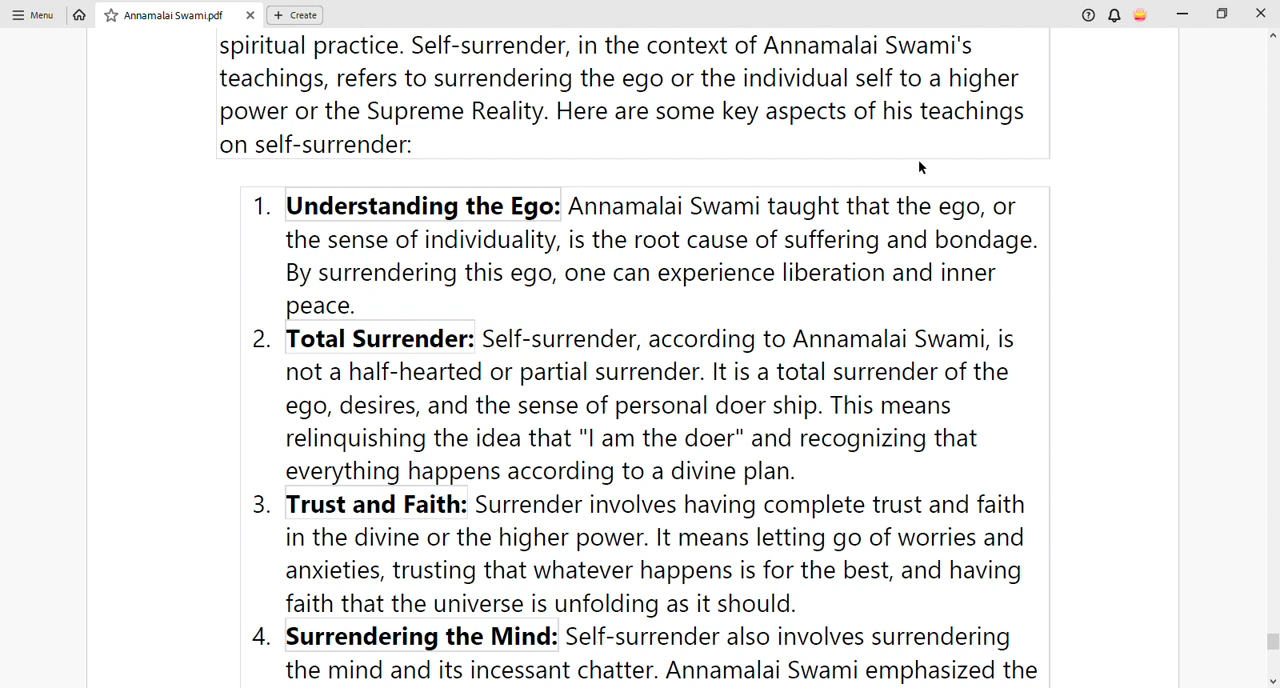 Menu
Annamalai Swami.pdf
Create
spiritual practice. Self-surrender, in the context of Annamalai Swami's
teachings, refers to surrendering the ego or the individual self to a higher
power or the Supreme Reality. Here are some key aspects of his teachings
on self-surrender:
1. Understanding the Ego: Annamalai Swami taught that the ego, or
the sense of individuality, is the root cause of suffering and bondage.
By surrendering this ego, one can experience liberation and inner
peace.
2. Total Surrender: Self-surrender, according to Annamalai Swami, is
not a half-hearted or partial surrender. It is a total surrender of the
ego, desires, and the sense of personal doer ship. This means
relinquishing the idea that "I am the doer" and recognizing that
everything happens according to a divine plan.
3. Trust and Faith: Surrender involves having complete trust and faith
in the divine or the higher power. It means letting go of worries and
anxieties, trusting that whatever happens is for the best, and having
faith that the universe is unfolding as it should.
4. Surrendering the Mind: Self-surrender also involves surrendering
the mind and its incessant chatter. Annamalai Swami emphasized the